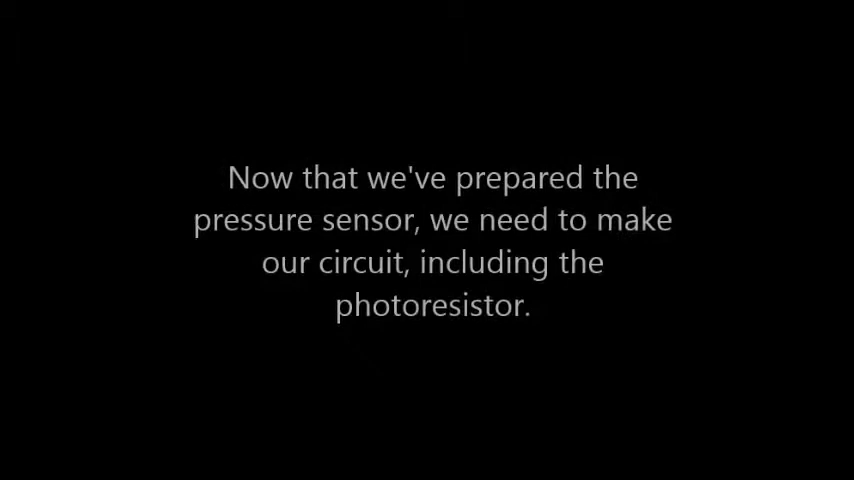 Now that we've prepared the
pressure sensor, we need to make
our circuit, including the
photoresistor.